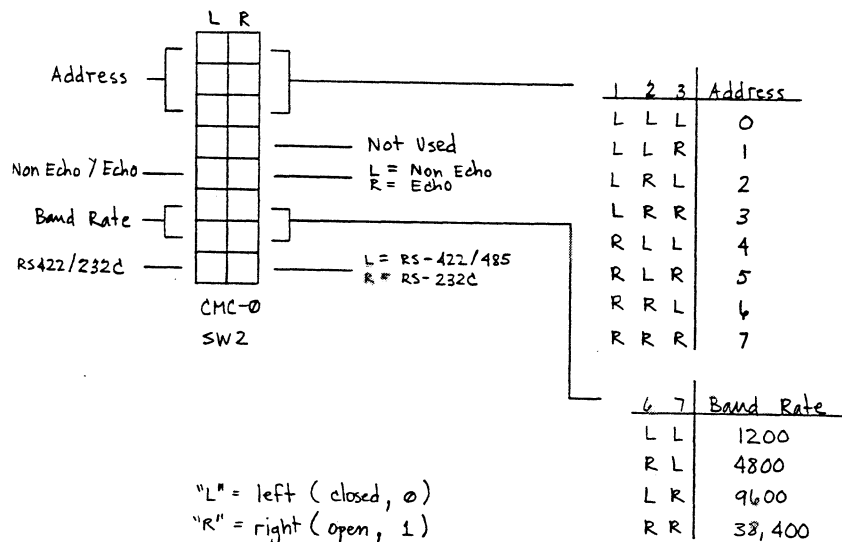 L R
Address
Not Used
Non Echo / Echo
L = Non Echo
R = Echo
Baud Rate
RS422/232C
L = RS-422/485
R = RS-232C
CMC-0
SW2
1 2 3 Address
L L L 0
L L R 1
L R L 2
L R R 3
R L L 4
R L R 5
R R L 6
R R R 7
6 7 Baud Rate
L L 1200
R L 4800
L R 9600
R R 38,400
"L" = left ( closed, 0 )
"R" = right ( open, 1 )